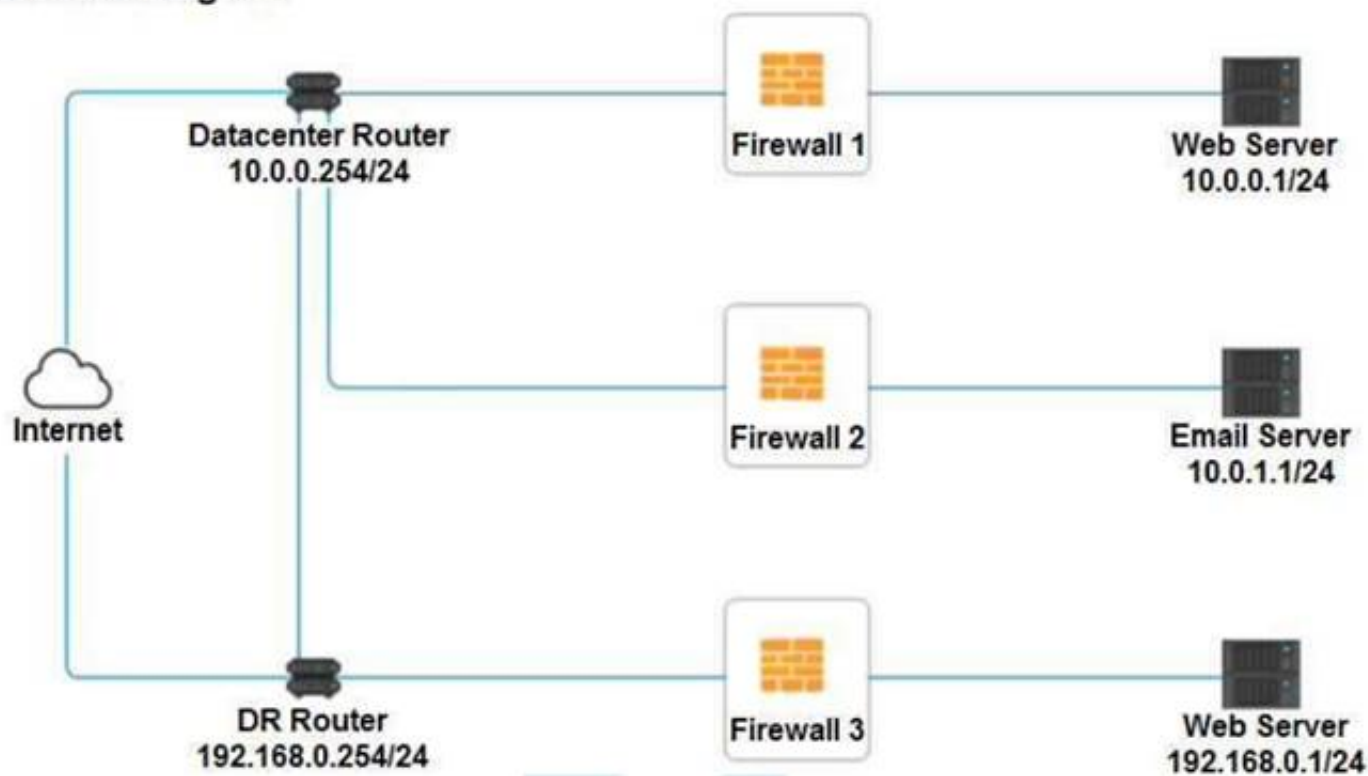 Datacenter Router
10.0.0.254/24
Firewall 1
Web Server
10.0.0.1/24
Internet
Firewall 2
Email Server
10.0.1.1/24
DR Router
192.168.0.254/24
Firewall 3
Web Server
192.168.0.1/24